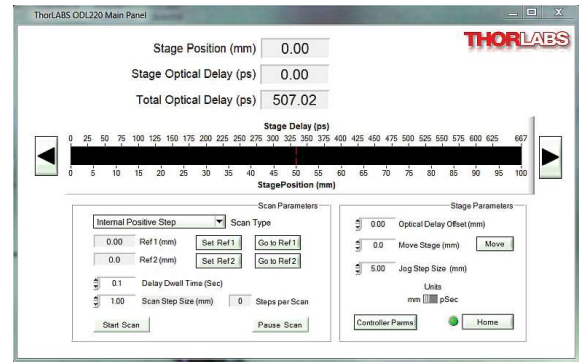 ThorLABS ODL220 Main Panel
THORLABS
Stage Position (mm) 0.00
Stage Optical Delay (ps) 0.00
Total Optical Delay (ps) 507.02
Stage Delay (ps)
0 25 50 75 100 125 150 175 200 225 250 275 300 325 350 375 400 425 450 475 500 525 550 575 600 625 667
0 5 10 15 20 25 30 35 40 45 50 55 60 65 70 75 80 85 90 95 100
StagePosition (mm)
Scan Parameters
Internal Positive Step Scan Type
0.00 Ref1 (mm) Set Ref1 Go to Ref1
0.0 Ref2 (mm) Set Ref2 Go to Ref2
0.1 Delay Dwell Time (Sec)
1.00 Scan Step Size (mm) 0 Steps per Scan
Start Scan Pause Scan
Stage Parameters
0.00 Optical Delay Offset (mm)
0.0 Move Stage (mm) Move
5.00 Jog Step Size (mm)
Units
mm pSec
Controller Parms Home